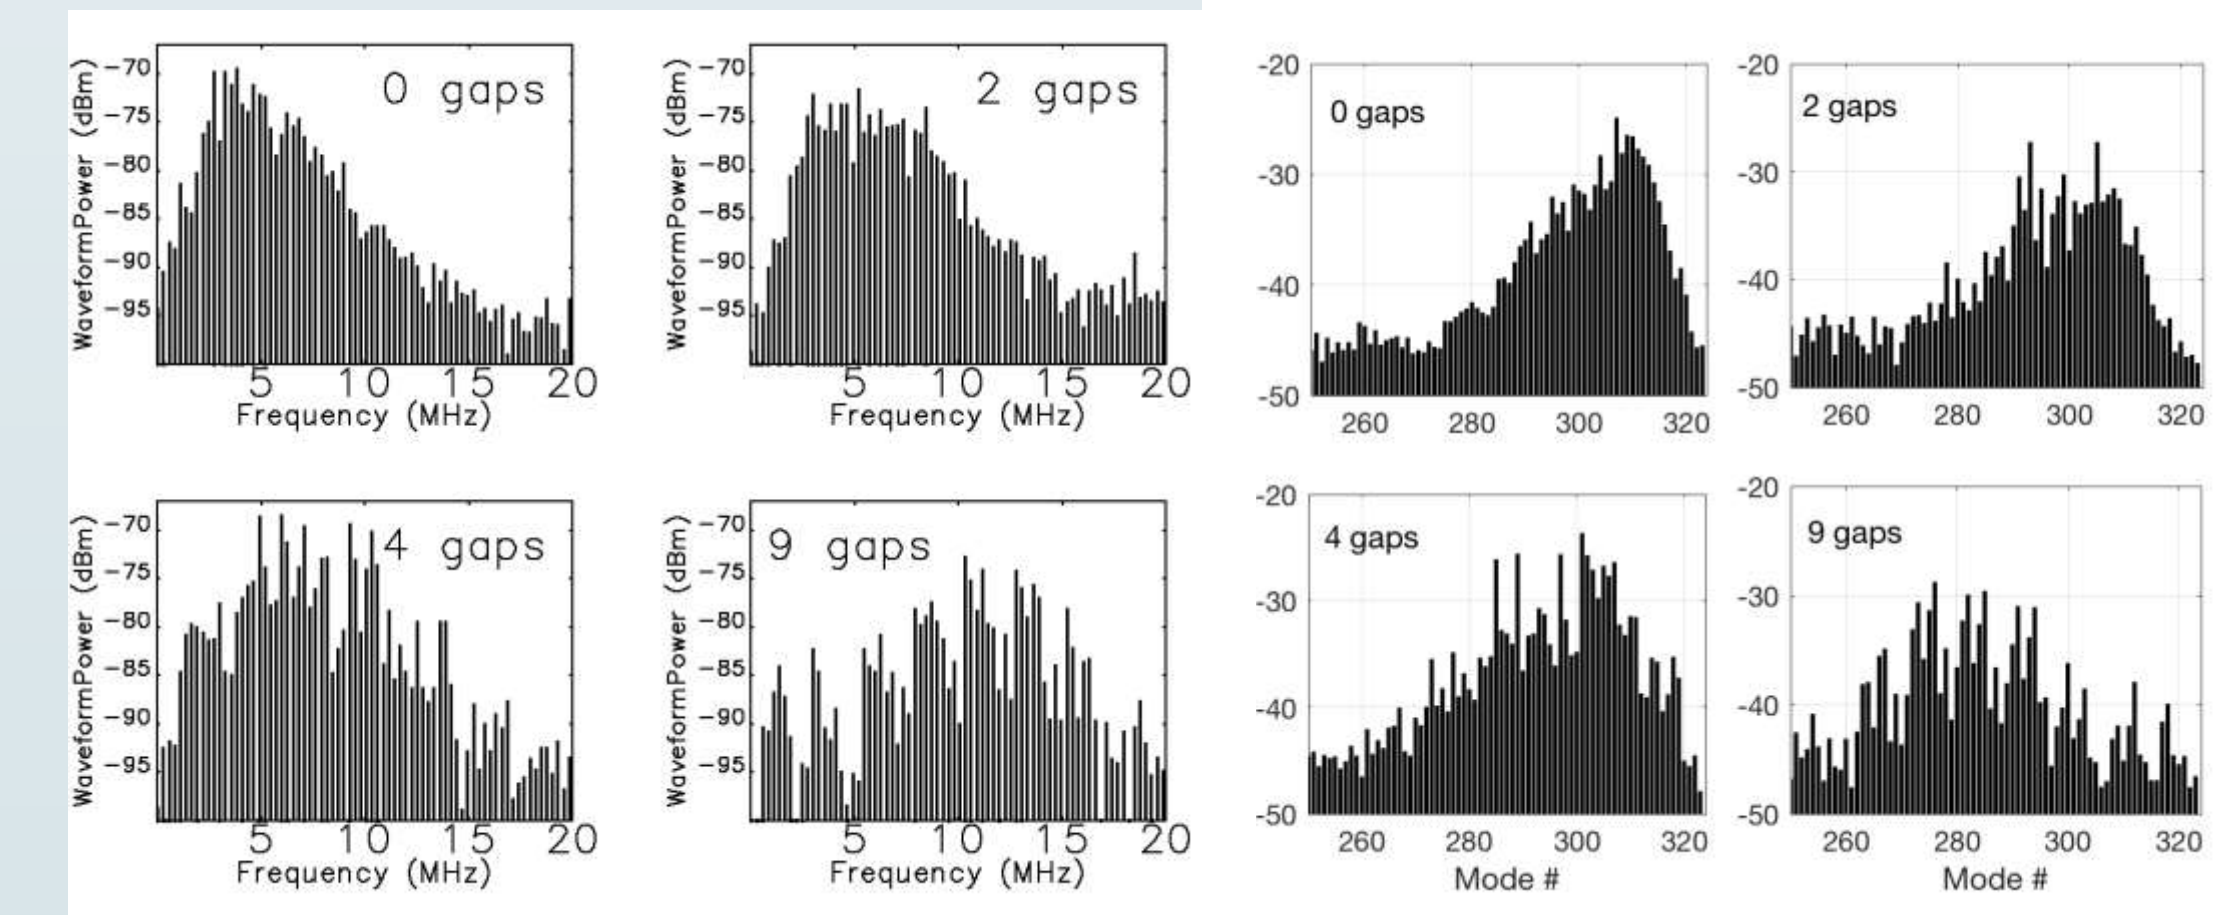 WaveformPower (dBm)
-70
-75
-80
-85
-90
-95
0 gaps
5 10 15 20
Frequency (MHz)
WaveformPower (dBm)
-70
-75
-80
-85
-90
-95
2 gaps
5 10 15 20
Frequency (MHz)
-20
-30
-40
-50
0 gaps
260 280 300 320
-20
-30
-40
-50
2 gaps
260 280 300 320
WaveformPower (dBm)
-70
-75
-80
-85
-90
-95
4 gaps
5 10 15 20
Frequency (MHz)
WaveformPower (dBm)
-70
-75
-80
-85
-90
-95
9 gaps
5 10 15 20
Frequency (MHz)
-20
-30
-40
-50
4 gaps
260 280 300 320
Mode #
-20
-30
-40
-50
9 gaps
260 280 300 320
Mode #